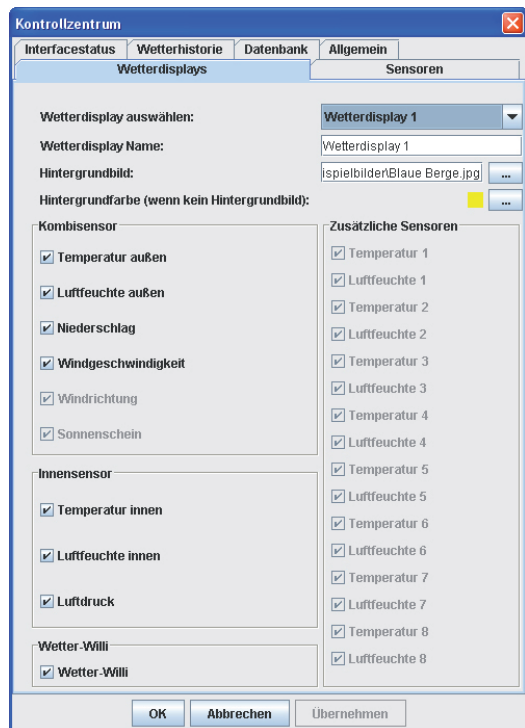 Kontrollzentrum
Interfacestatus Wetterhistorie Datenbank Allgemein
Wetterdisplays Sensoren
Wetterdisplay auswählen: Wetterdisplay 1
Wetterdisplay Name: Wetterdisplay 1
Hintergrundbild: ispielbilder\Blaue Berge.jpg ...
Hintergrundfarbe (wenn kein Hintergrundbild): ...
Kombisensor
Temperatur außen
Luftfeuchte außen
Niederschlag
Windgeschwindigkeit
Windrichtung
Sonnenschein
Innensensor
Temperatur innen
Luftfeuchte innen
Luftdruck
Wetter-Willi
Wetter-Willi
Zusätzliche Sensoren
Temperatur 1
Luftfeuchte 1
Temperatur 2
Luftfeuchte 2
Temperatur 3
Luftfeuchte 3
Temperatur 4
Luftfeuchte 4
Temperatur 5
Luftfeuchte 5
Temperatur 6
Luftfeuchte 6
Temperatur 7
Luftfeuchte 7
Temperatur 8
Luftfeuchte 8
OK Abbrechen Übernehmen